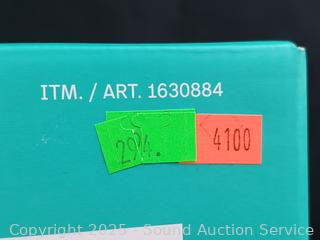 ITM. / ART. 1630884
294.
4100
Copyright 2025 - Sound Auction Service